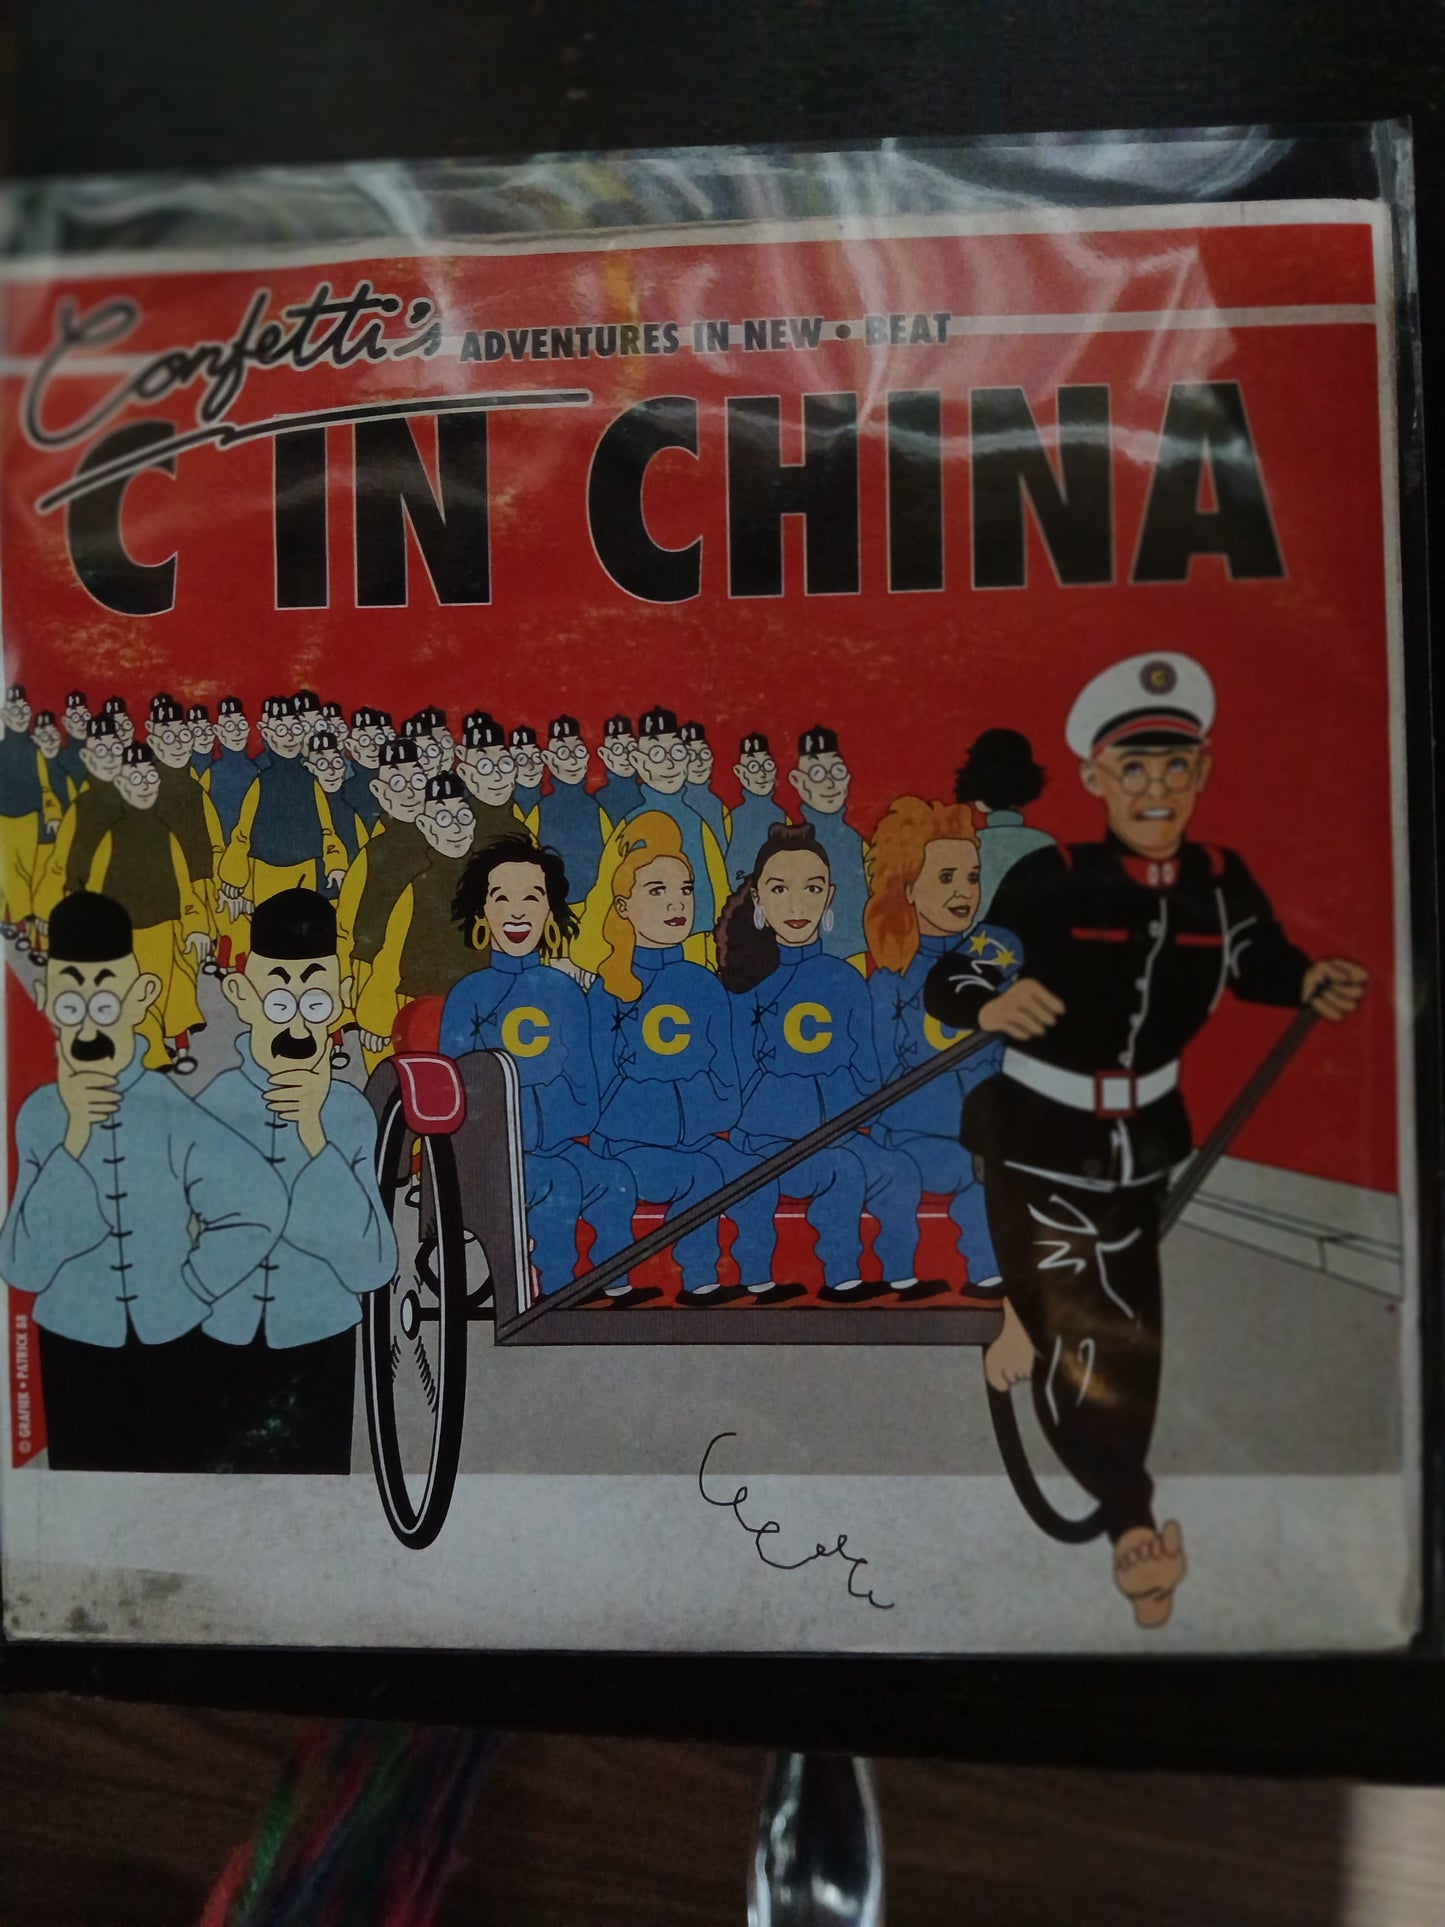 Confetti's ADVENTURES IN NEW • BEAT
C IN CHINA
C
C C C C
© GRAFIEK • PATRICK 88